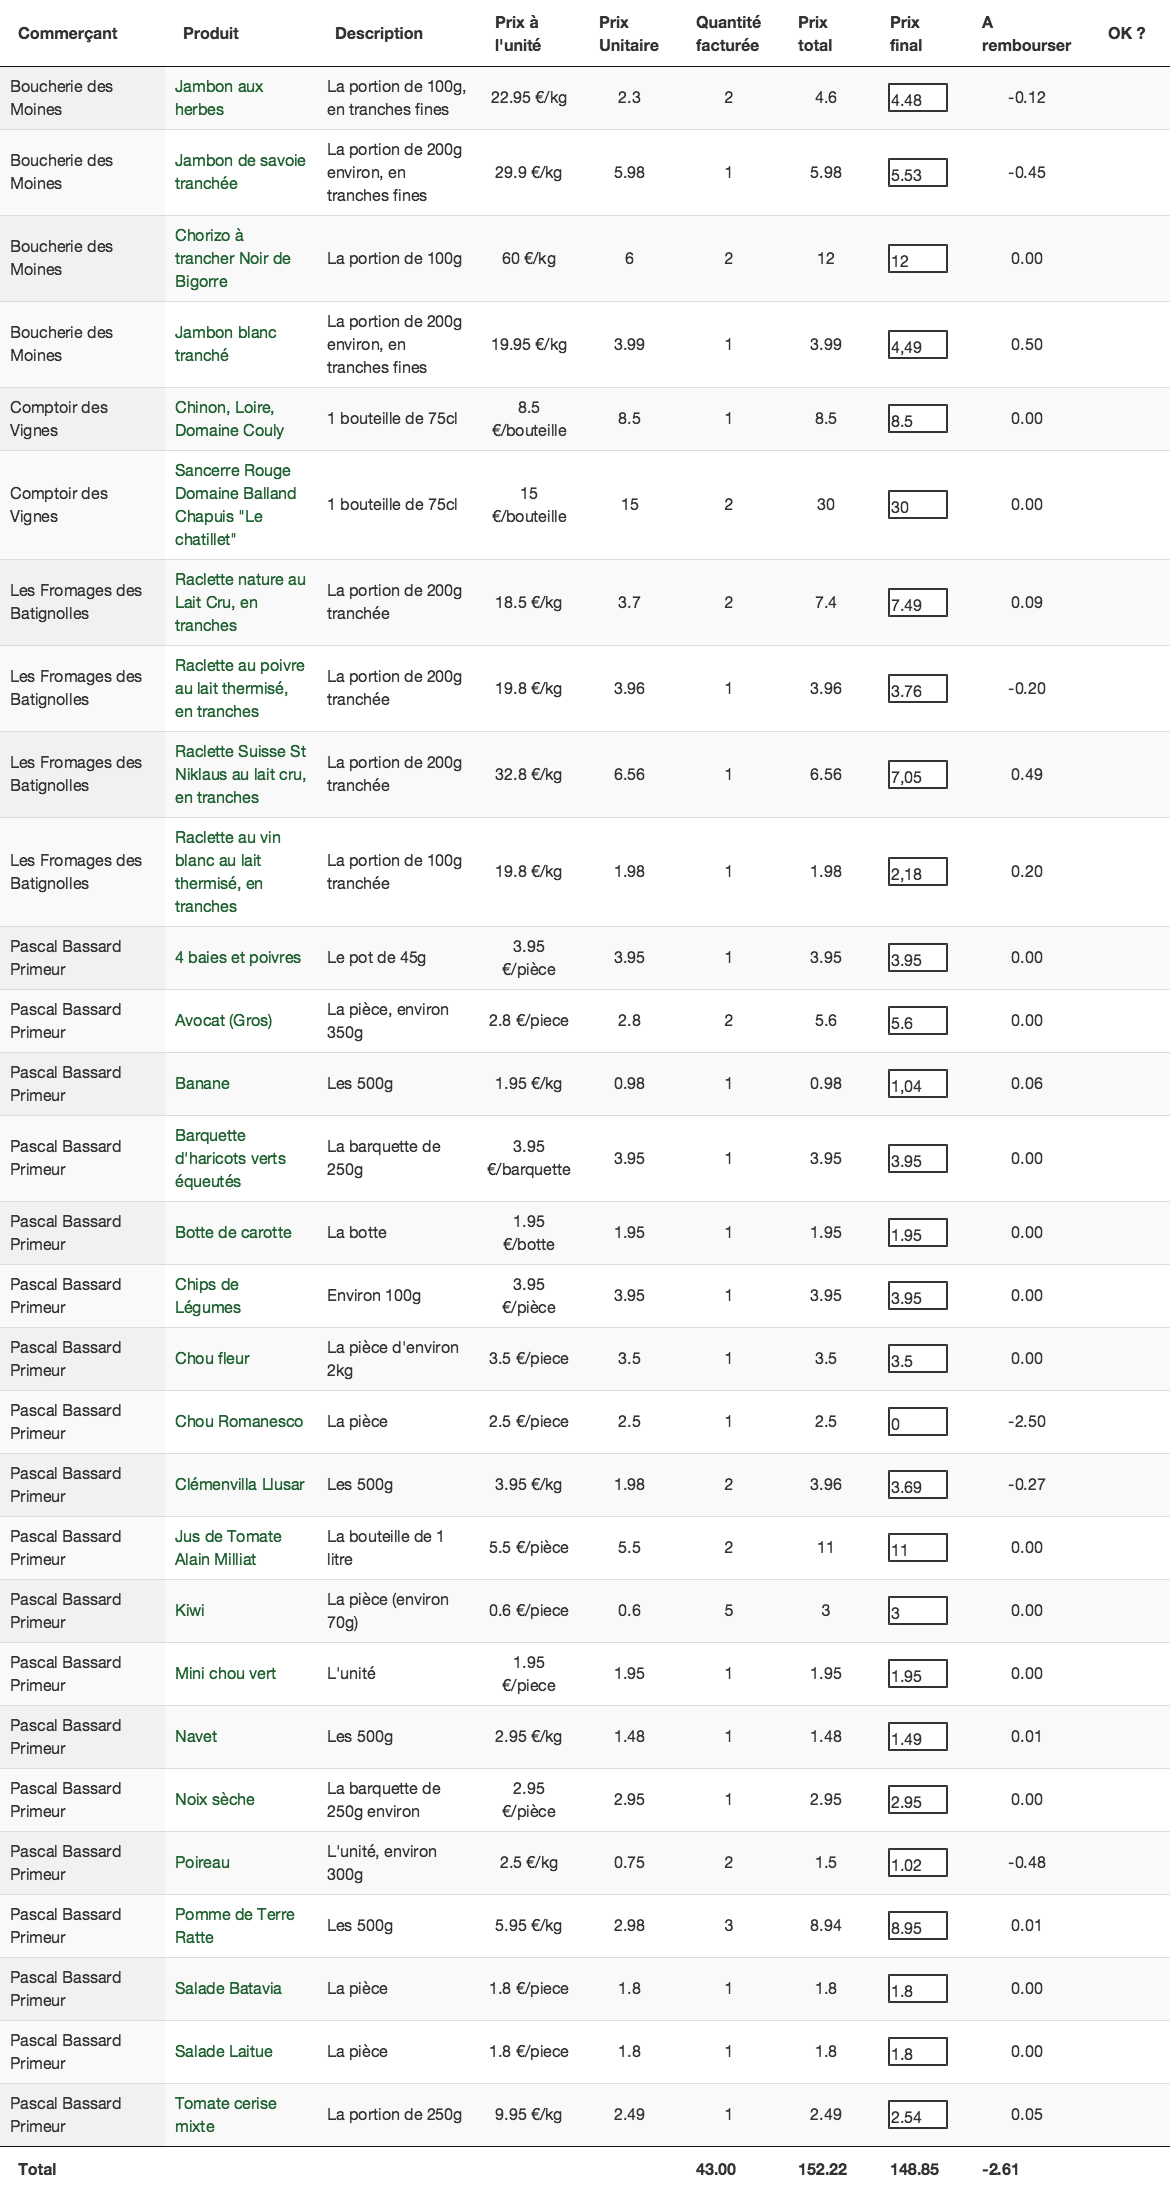 Commerçant Produit Description Prix à l'unité Prix Unitaire Quantité facturée Prix total Prix final A rembourser OK ?
Boucherie des Moines Jambon aux herbes La portion de 100g, en tranches fines 22.95 €/kg 2.3 2 4.6 4.48 -0.12
Boucherie des Moines Jambon de savoie tranchée La portion de 200g environ, en tranches fines 29.9 €/kg 5.98 1 5.98 5.53 -0.45
Boucherie des Moines Chorizo à trancher Noir de Bigorre La portion de 100g 60 €/kg 6 2 12 12 0.00
Boucherie des Moines Jambon blanc tranché La portion de 200g environ, en tranches fines 19.95 €/kg 3.99 1 3.99 4,49 0.50
Comptoir des Vignes Chinon, Loire, Domaine Couly 1 bouteille de 75cl 8.5 €/bouteille 8.5 1 8.5 8.5 0.00
Comptoir des Vignes Sancerre Rouge Domaine Balland Chapuis "Le chatillet" 1 bouteille de 75cl 15 €/bouteille 15 2 30 30 0.00
Les Fromages des Batignolles Raclette nature au Lait Cru, en tranches La portion de 200g tranchée 18.5 €/kg 3.7 2 7.4 7.49 0.09
Les Fromages des Batignolles Raclette au poivre au lait thermisé, en tranches La portion de 200g tranchée 19.8 €/kg 3.96 1 3.96 3.76 -0.20
Les Fromages des Batignolles Raclette Suisse St Niklaus au lait cru, en tranches La portion de 200g tranchée 32.8 €/kg 6.56 1 6.56 7,05 0.49
Les Fromages des Batignolles Raclette au vin blanc au lait thermisé, en tranches La portion de 100g tranchée 19.8 €/kg 1.98 1 1.98 2,18 0.20
Pascal Bassard Primeur 4 baies et poivres Le pot de 45g 3.95 €/pièce 3.95 1 3.95 3.95 0.00
Pascal Bassard Primeur Avocat (Gros) La pièce, environ 350g 2.8 €/piece 2.8 2 5.6 5.6 0.00
Pascal Bassard Primeur Banane Les 500g 1.95 €/kg 0.98 1 0.98 1,04 0.06
Pascal Bassard Primeur Barquette d'haricots verts équeutés La barquette de 250g 3.95 €/barquette 3.95 1 3.95 3.95 0.00
Pascal Bassard Primeur Botte de carotte La botte 1.95 €/botte 1.95 1 1.95 1.95 0.00
Pascal Bassard Primeur Chips de Légumes Environ 100g 3.95 €/pièce 3.95 1 3.95 3.95 0.00
Pascal Bassard Primeur Chou fleur La pièce d'environ 2kg 3.5 €/piece 3.5 1 3.5 3.5 0.00
Pascal Bassard Primeur Chou Romanesco La pièce 2.5 €/piece 2.5 1 2.5 0 -2.50
Pascal Bassard Primeur Clémenvilla Llusar Les 500g 3.95 €/kg 1.98 2 3.96 3.69 -0.27
Pascal Bassard Primeur Jus de Tomate Alain Milliat La bouteille de 1 litre 5.5 €/pièce 5.5 2 11 11 0.00
Pascal Bassard Primeur Kiwi La pièce (environ 70g) 0.6 €/piece 0.6 5 3 3 0.00
Pascal Bassard Primeur Mini chou vert L'unité 1.95 €/piece 1.95 1 1.95 1.95 0.00
Pascal Bassard Primeur Navet Les 500g 2.95 €/kg 1.48 1 1.48 1.49 0.01
Pascal Bassard Primeur Noix sèche La barquette de 250g environ 2.95 €/pièce 2.95 1 2.95 2.95 0.00
Pascal Bassard Primeur Poireau L'unité, environ 300g 2.5 €/kg 0.75 2 1.5 1.02 -0.48
Pascal Bassard Primeur Pomme de Terre Ratte Les 500g 5.95 €/kg 2.98 3 8.94 8.95 0.01
Pascal Bassard Primeur Salade Batavia La pièce 1.8 €/piece 1.8 1 1.8 1.8 0.00
Pascal Bassard Primeur Salade Laitue La pièce 1.8 €/piece 1.8 1 1.8 1.8 0.00
Pascal Bassard Primeur Tomate cerise mixte La portion de 250g 9.95 €/kg 2.49 1 2.49 2.54 0.05
Total 43.00 152.22 148.85 -2.61